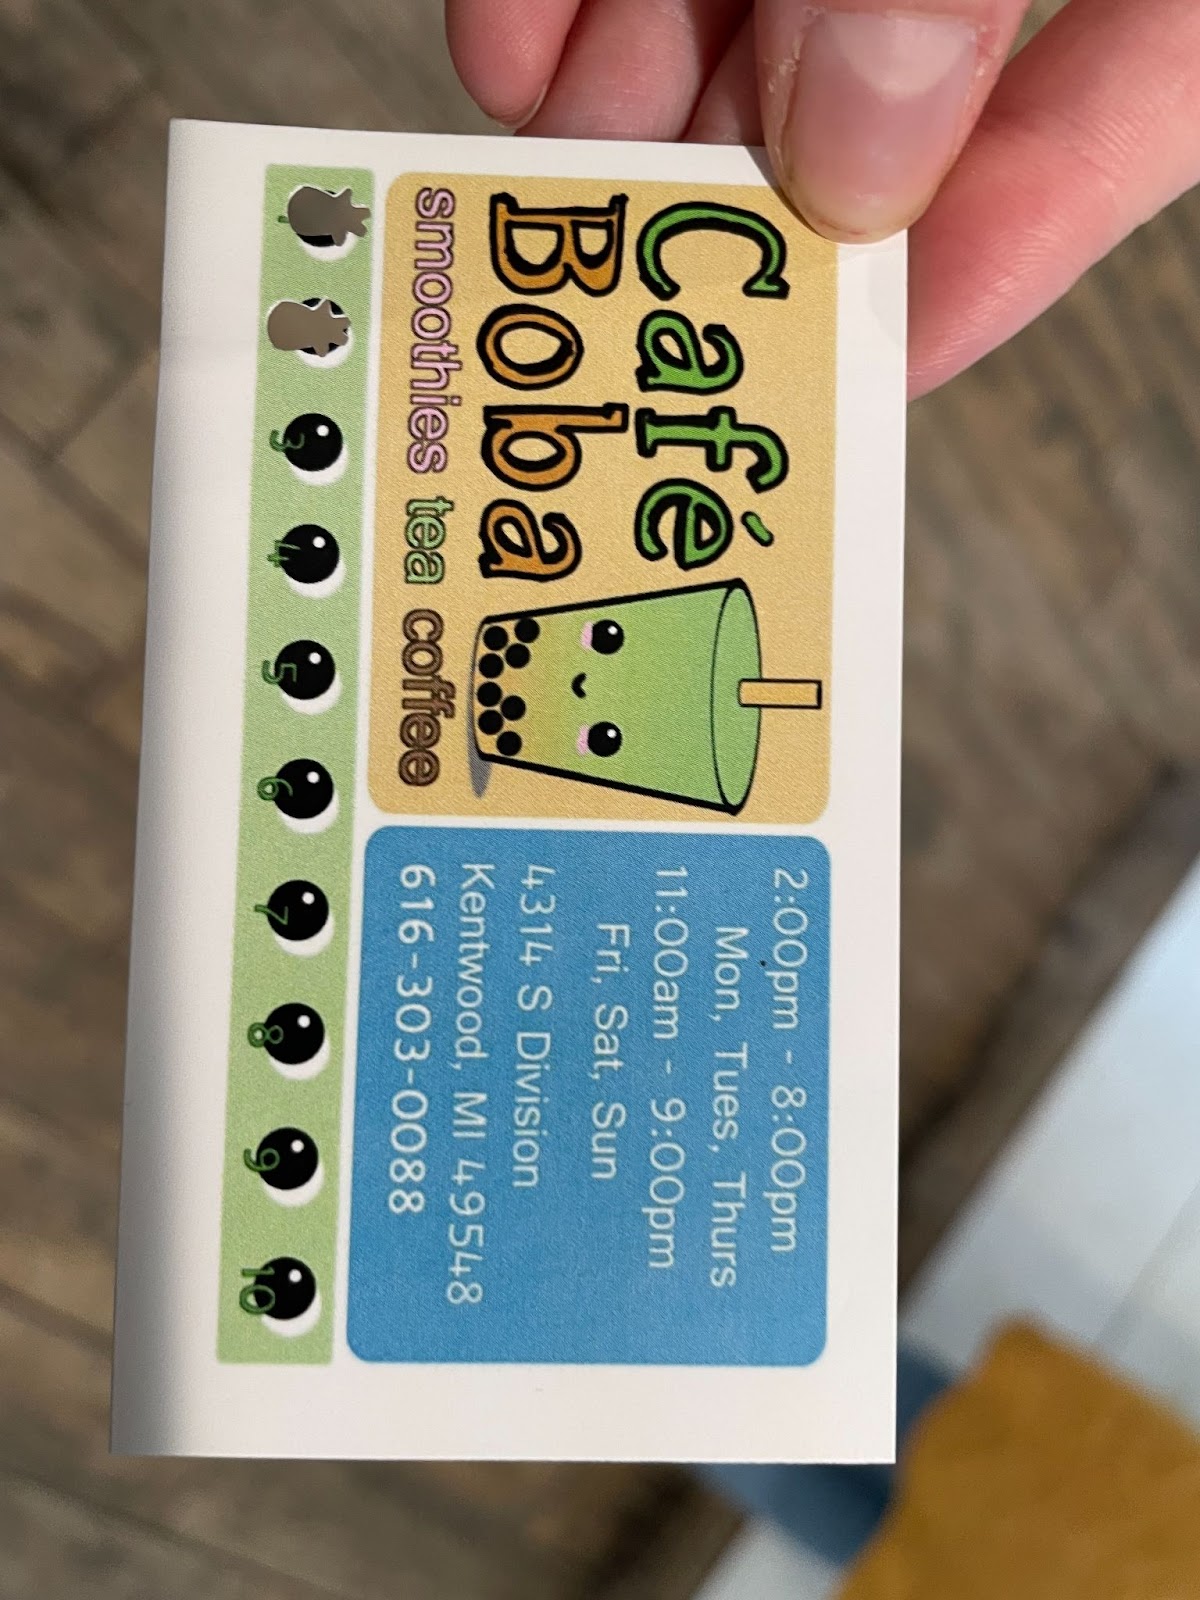 Café
Boba
smoothies tea coffee
2:00pm - 8:00pm
Mon, Tues, Thurs
11:00am - 9:00pm
Fri, Sat, Sun
4314 S Division
Kentwood, MI 49548
616-303-0088
3 4 5 6 7 8 9 10